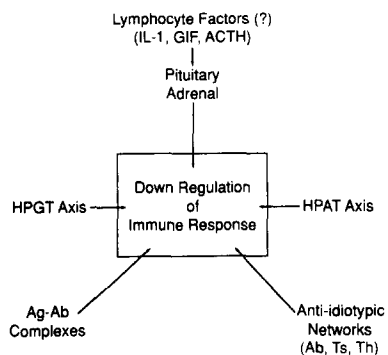 Lymphocyte Factors (?)
(IL-1, GIF, ACTH)
Pituitary
Adrenal
HPGT Axis
Down Regulation
of
Immune Response
HPAT Axis
Ag-Ab
Complexes
Anti-idiotypic
Networks
(Ab, Ts, Th)